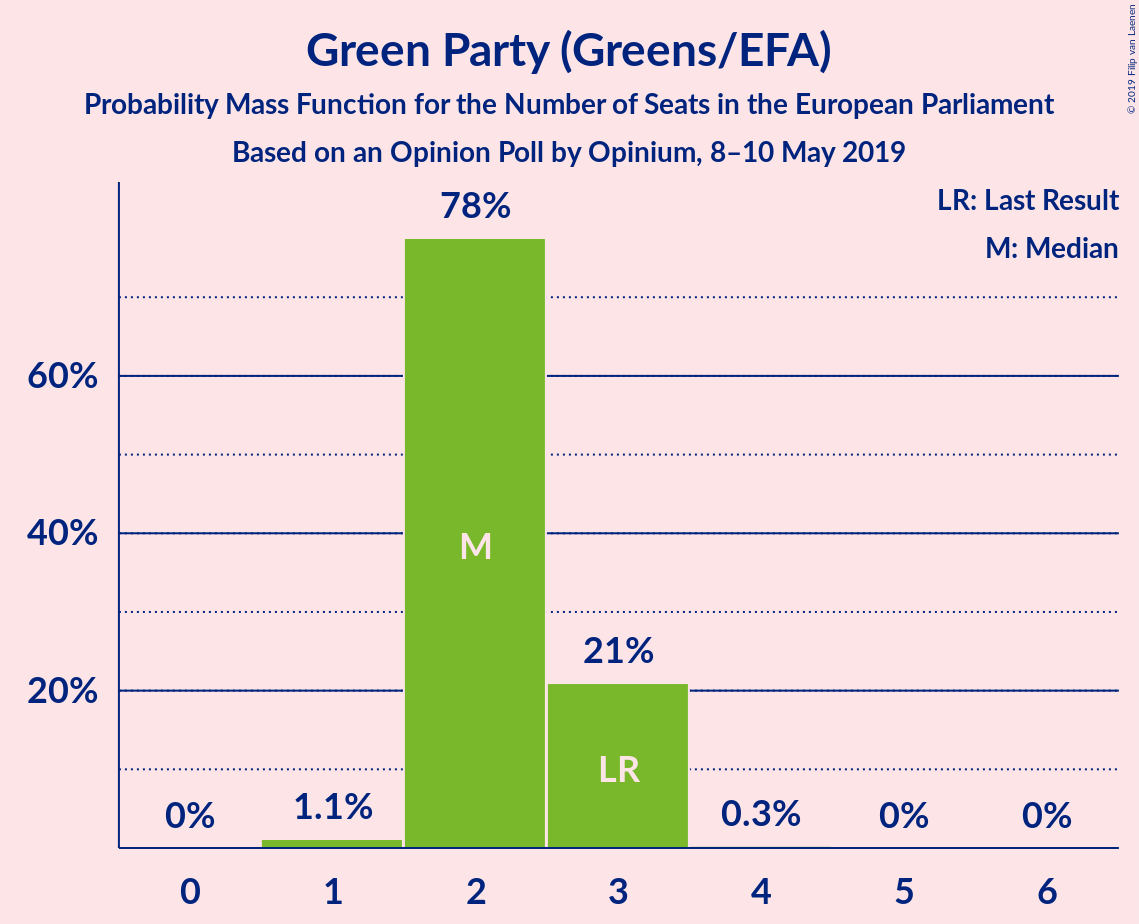 Green Party (Greens/EFA)
Probability Mass Function for the Number of Seats in the European Parliament
Based on an Opinion Poll by Opinium, 8–10 May 2019
© 2019 Filip van Laenen
LR: Last Result
M: Median
78%
60%
40%
20%
M
21%
LR
0%
1.1%
0.3%
0%
0%
0 1 2 3 4 5 6